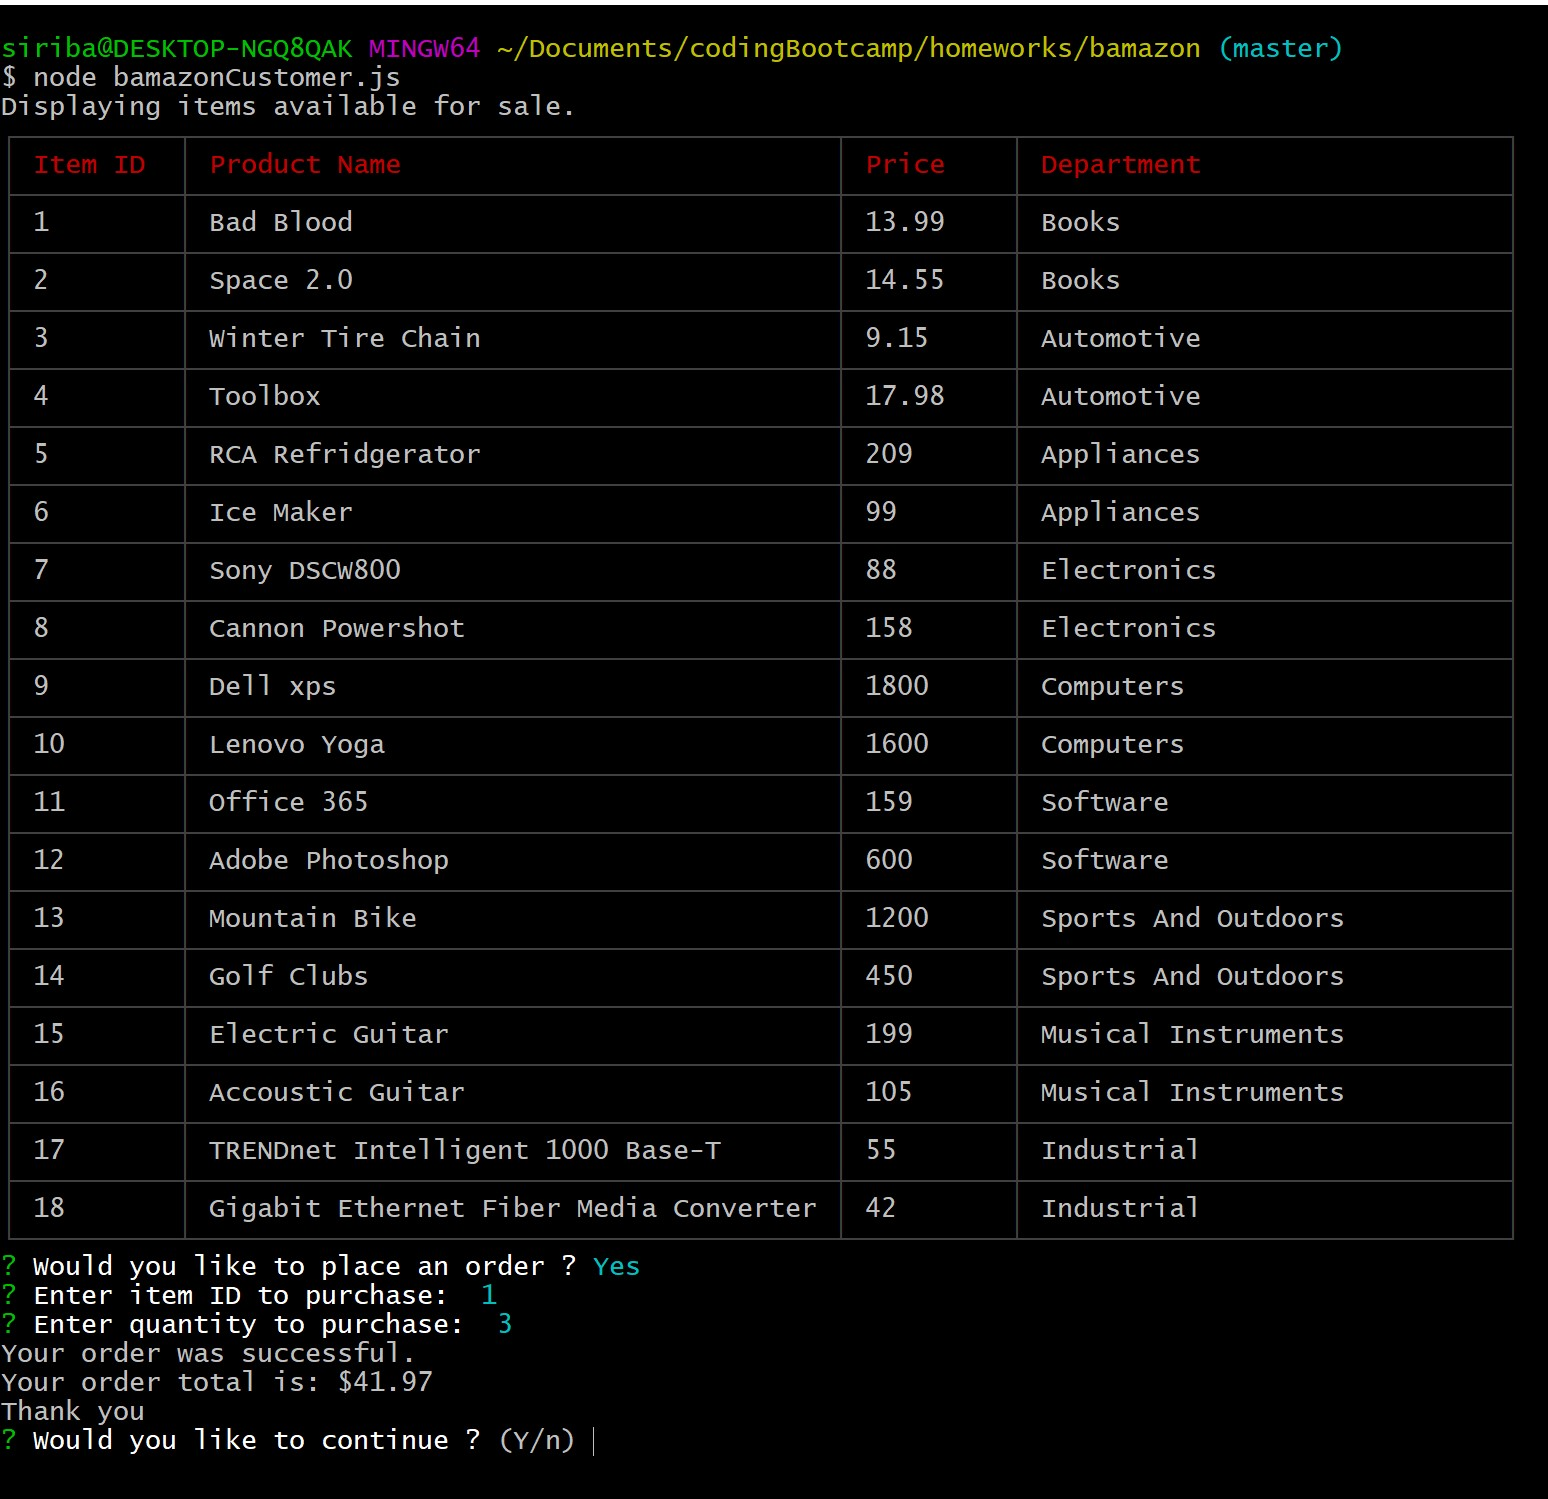 siriba@DESKTOP-NGQ8QAK MINGW64 ~/Documents/codingBootcamp/homeworks/bamazon (master)
$ node bamazonCustomer.js
Displaying items available for sale.
Item ID Product Name Price Department
1 Bad Blood 13.99 Books
2 Space 2.0 14.55 Books
3 Winter Tire Chain 9.15 Automotive
4 Toolbox 17.98 Automotive
5 RCA Refridgerator 209 Appliances
6 Ice Maker 99 Appliances
7 Sony DSCW800 88 Electronics
8 Cannon Powershot 158 Electronics
9 Dell xps 1800 Computers
10 Lenovo Yoga 1600 Computers
11 Office 365 159 Software
12 Adobe Photoshop 600 Software
13 Mountain Bike 1200 Sports And Outdoors
14 Golf Clubs 450 Sports And Outdoors
15 Electric Guitar 199 Musical Instruments
16 Accoustic Guitar 105 Musical Instruments
17 TRENDnet Intelligent 1000 Base-T 55 Industrial
18 Gigabit Ethernet Fiber Media Converter 42 Industrial
? Would you like to place an order ? Yes
? Enter item ID to purchase:  1
? Enter quantity to purchase:  3
Your order was successful.
Your order total is: $41.97
Thank you
? Would you like to continue ? (Y/n)